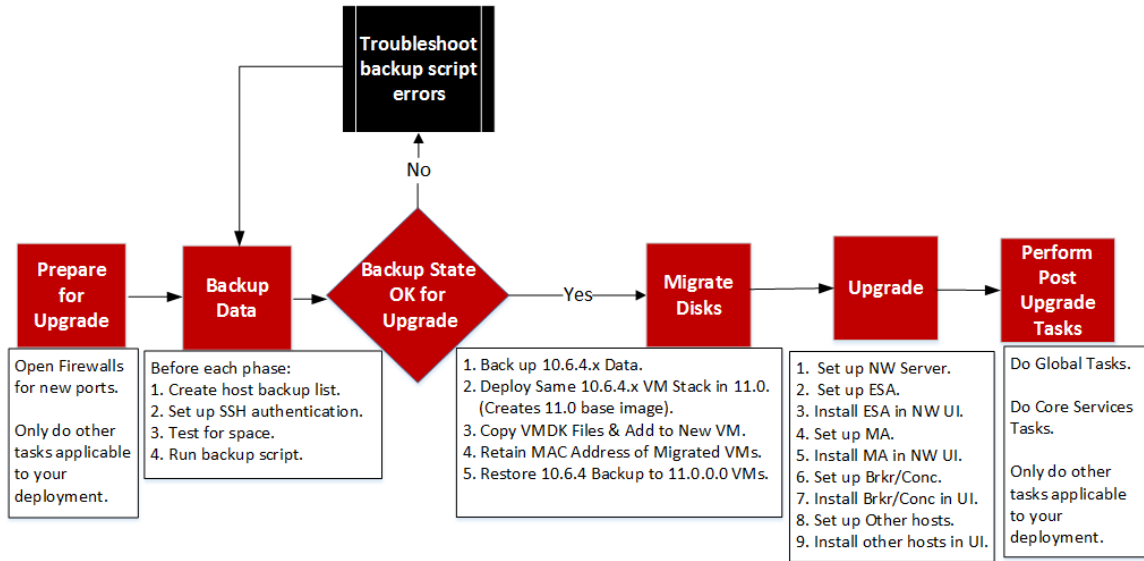 Troubleshoot
backup script
errors
No
Prepare
for
Upgrade
Backup
Data
Backup State
OK for
Upgrade
Yes
Migrate
Disks
Upgrade
Perform
Post
Upgrade
Tasks
Open Firewalls
for new ports.
Only do other
tasks applicable
to your
deployment.
Before each phase:
1. Create host backup list.
2. Set up SSH authentication.
3. Test for space.
4. Run backup script.
1. Back up 10.6.4.x Data.
2. Deploy Same 10.6.4.x VM Stack in 11.0.
(Creates 11.0 base image).
3. Copy VMDK Files & Add to New VM.
4. Retain MAC Address of Migrated VMs.
5. Restore 10.6.4 Backup to 11.0.0.0 VMs.
1. Set up NW Server.
2. Set up ESA.
3. Install ESA in NW UI.
4. Set up MA.
5. Install MA in NW UI.
6. Set up Brkr/Conc.
7. Install Brkr/Conc in UI.
8. Set up Other hosts.
9. Install other hosts in UI.
Do Global Tasks.
Do Core Services
Tasks.
Only do other
tasks applicable
to your
deployment.